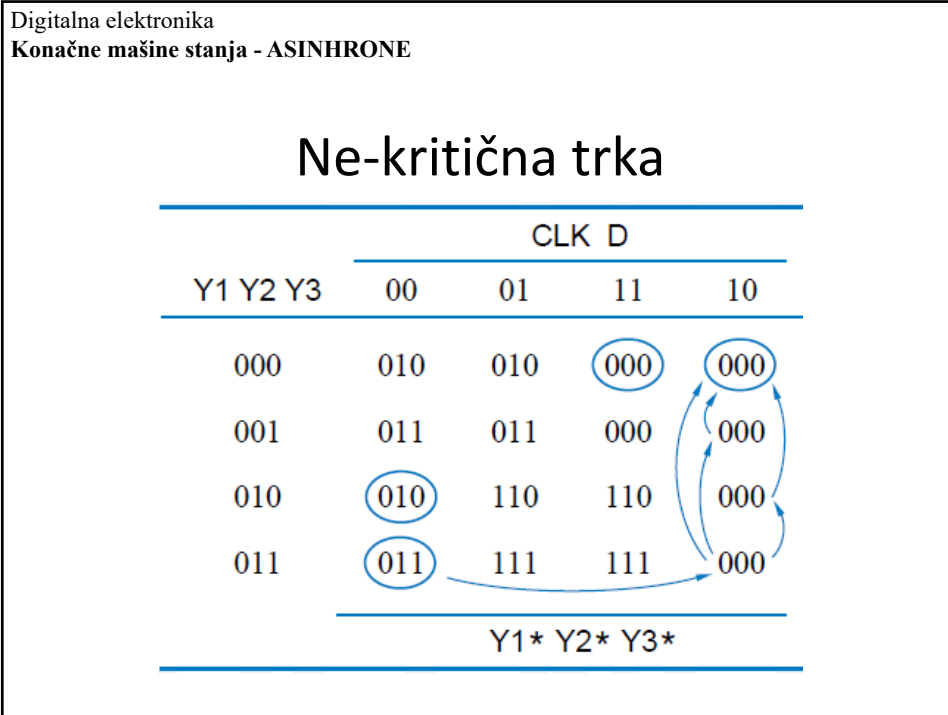 Digitalna elektronika
Konačne mašine stanja - ASINHRONE
Ne-kritična trka
CLK D
Y1 Y2 Y3 00 01 11 10
000 010 010 000 000
001 011 011 000 000
010 010 110 110 000
011 011 111 111 000
Y1* Y2* Y3*